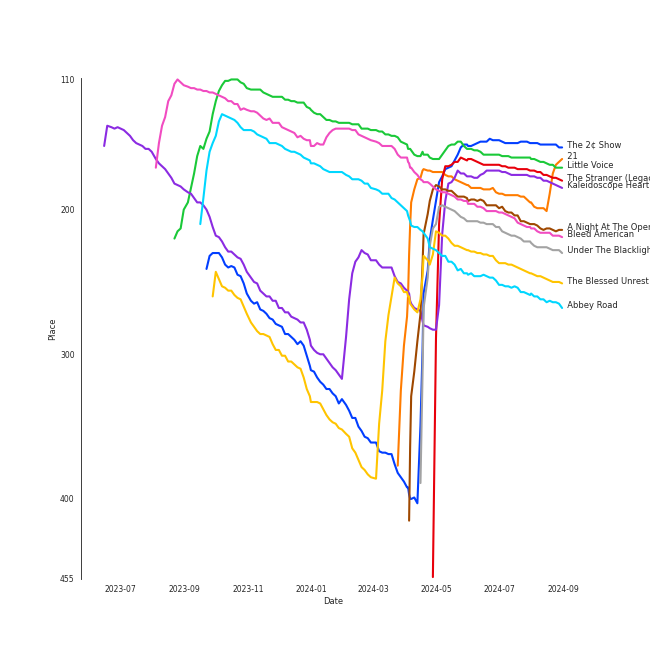 110
200
300
400
455
Place
2023-07
2023-09
2023-11
2024-01
2024-03
2024-05
2024-07
2024-09
Date
The 2¢ Show
21
Little Voice
The Stranger (Legac
Kaleidoscope Heart
A Night At The Oper
Bleed American
Under The Blackligh
The Blessed Unrest
Abbey Road